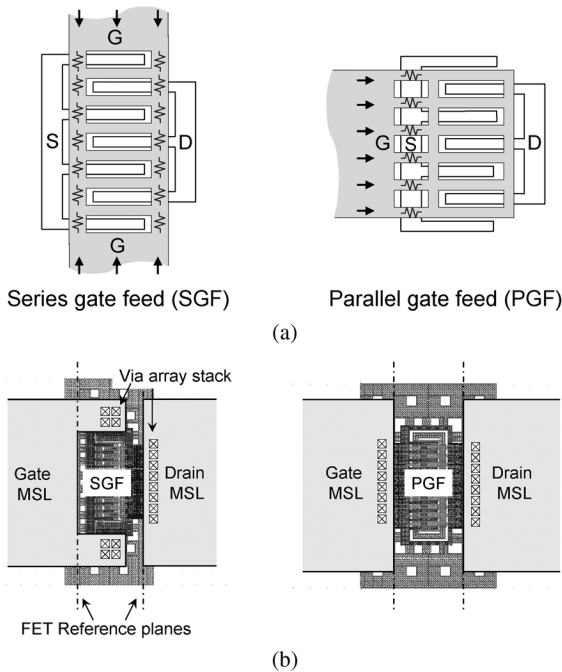 G
S
D
G
Series gate feed (SGF)
G
S
D
Parallel gate feed (PGF)
(a)
Via array stack
Gate
MSL
SGF
Drain
MSL
FET Reference planes
Gate
MSL
PGF
Drain
MSL
(b)